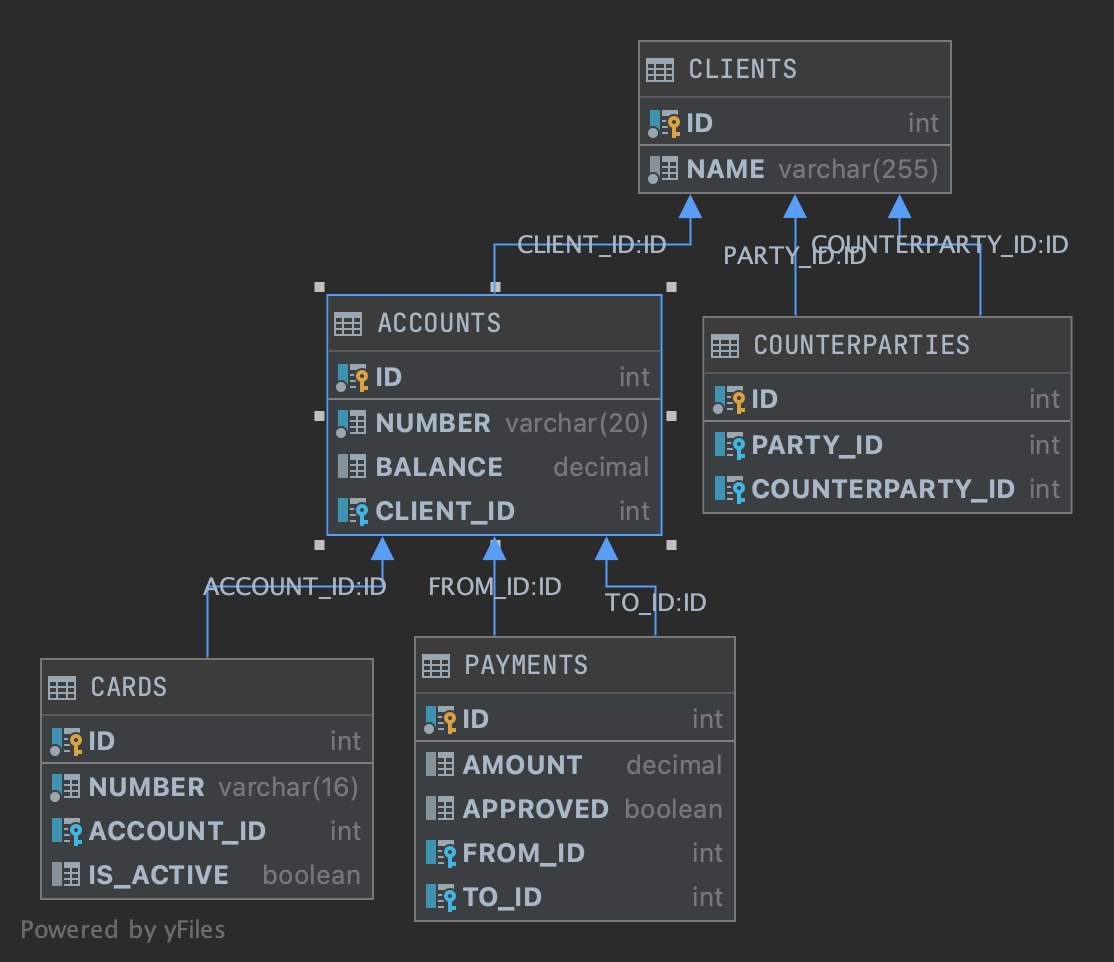 CLIENTS
ID int
NAME varchar(255)
CLIENT_ID:ID
PARTY_ID:ID
COUNTERPARTY_ID:ID
ACCOUNTS
ID int
NUMBER varchar(20)
BALANCE decimal
CLIENT_ID int
COUNTERPARTIES
ID int
PARTY_ID int
COUNTERPARTY_ID int
ACCOUNT_ID:ID
FROM_ID:ID
TO_ID:ID
CARDS
ID int
NUMBER varchar(16)
ACCOUNT_ID int
IS_ACTIVE boolean
PAYMENTS
ID int
AMOUNT decimal
APPROVED boolean
FROM_ID int
TO_ID int
Powered by yFiles